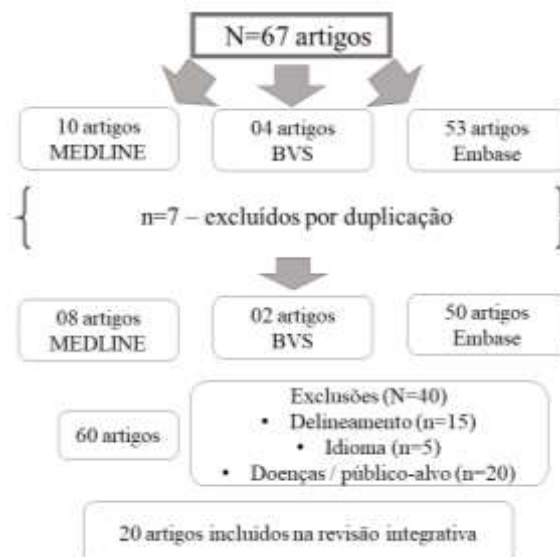 N=67 artigos
10 artigos
MEDLINE
04 artigos
BVS
53 artigos
Embase
n=7 – excluídos por duplicação
08 artigos
MEDLINE
02 artigos
BVS
50 artigos
Embase
60 artigos
Exclusões (N=40)
• Delineamento (n=15)
• Idioma (n=5)
• Doenças / público-alvo (n=20)
20 artigos incluídos na revisão integrativa